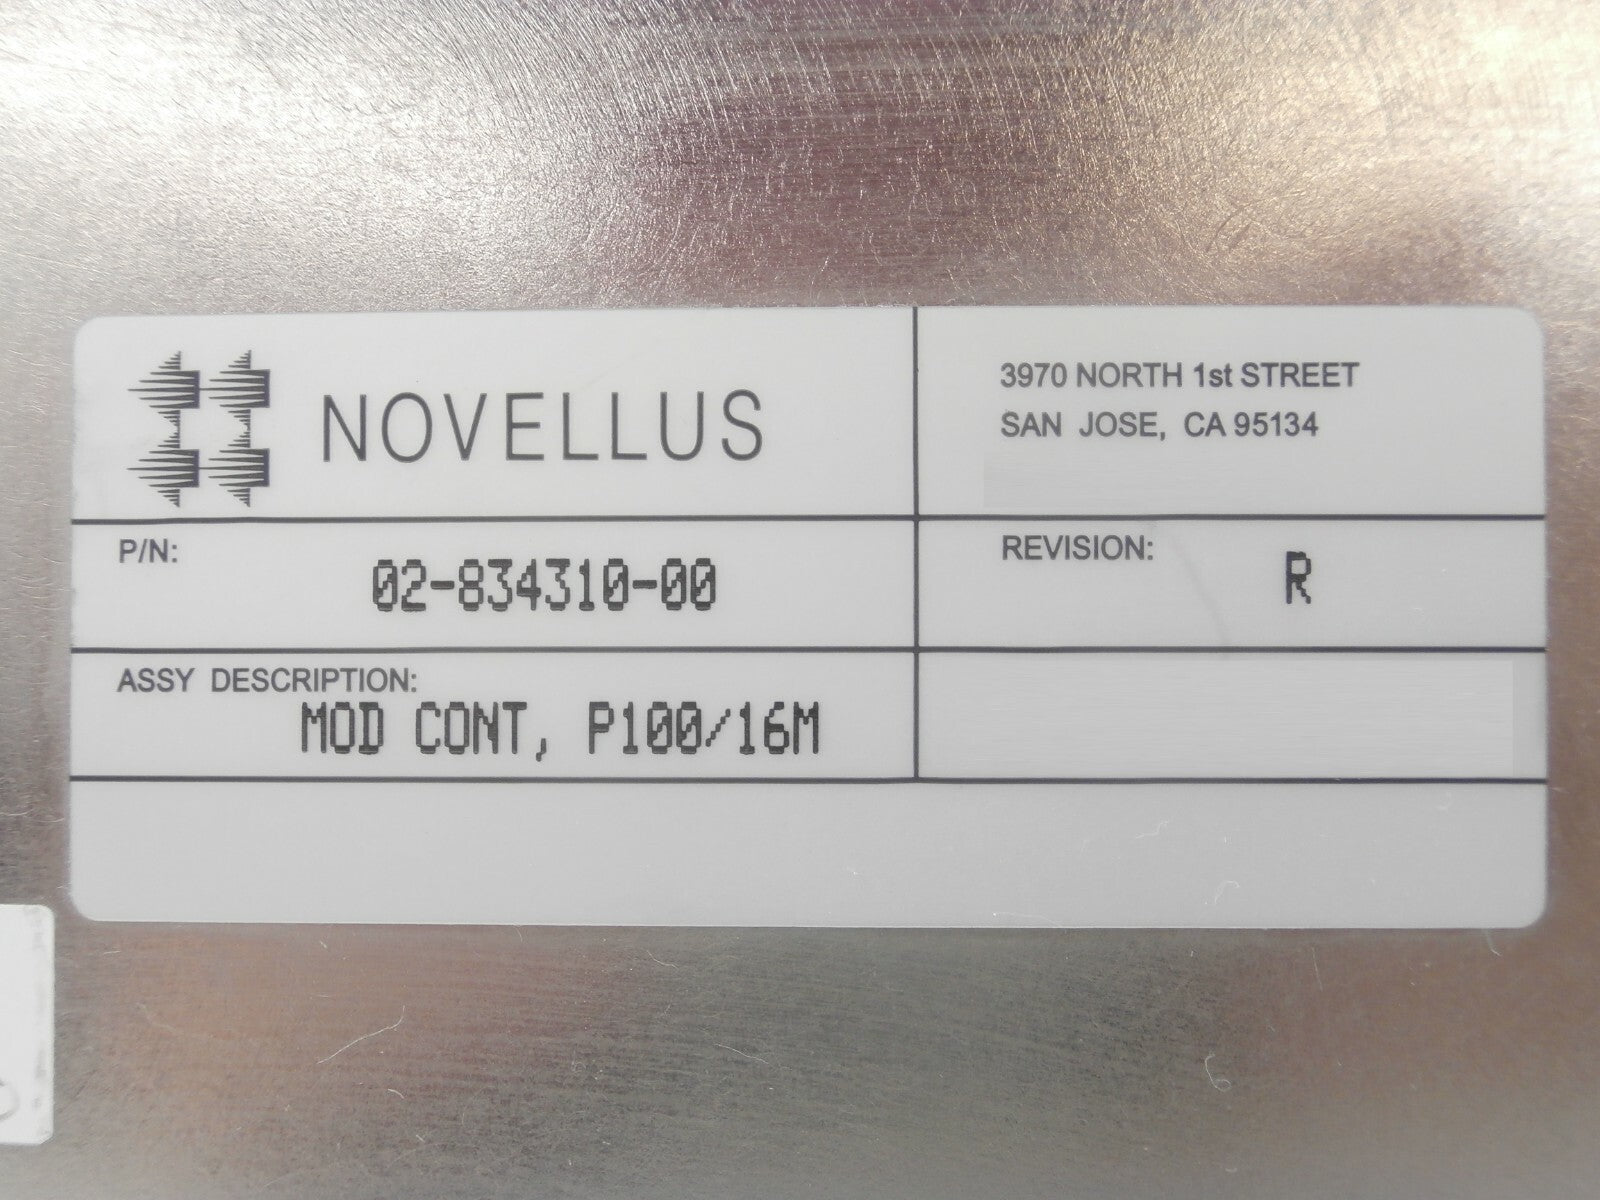 NOVELLUS
3970 NORTH 1st STREET
SAN JOSE, CA 95134
P/N:
02-834310-00
REVISION:
R
ASSY DESCRIPTION:
MOD CONT, P100/16M